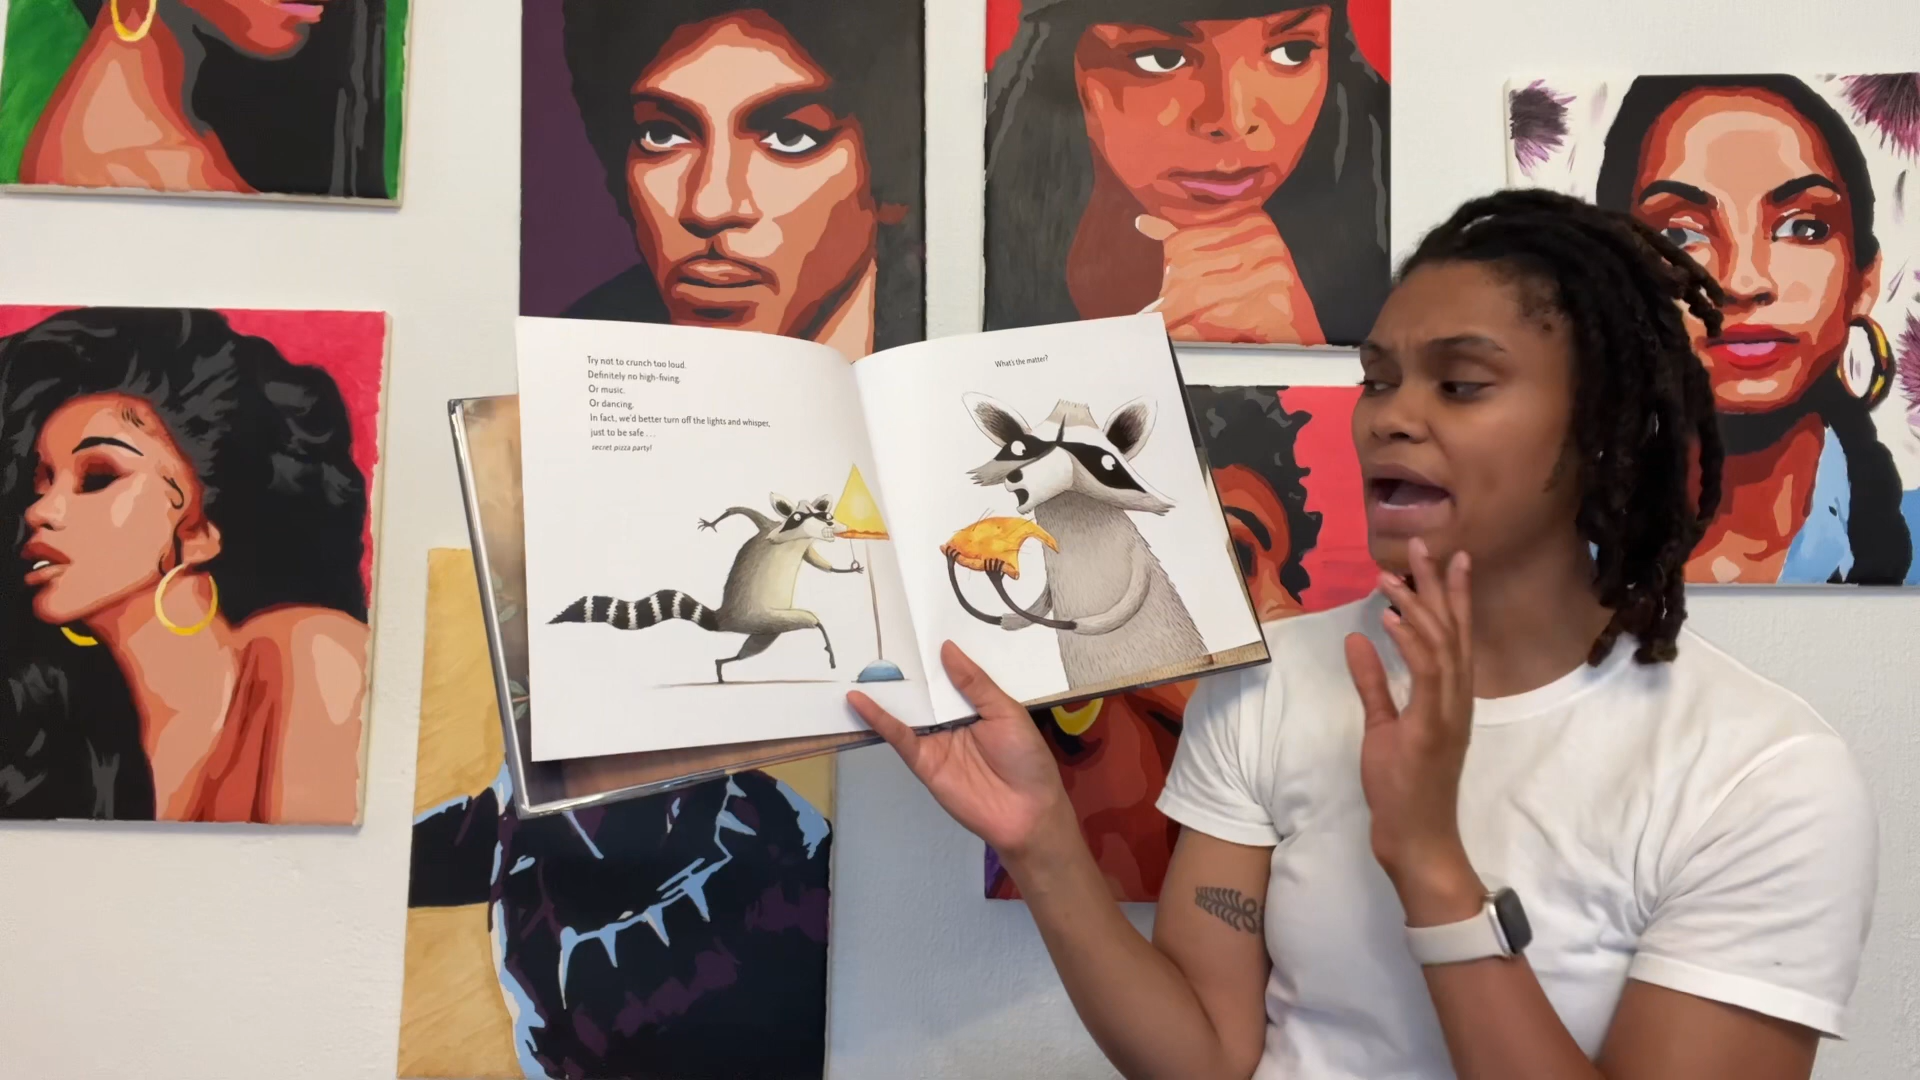 Try not to crunch too loud.
Definitely no high-fiving.
Or music.
Or dancing.
In fact, we'd better turn off the lights and whisper,
just to be safe . . .
secret pizza party!
What's the matter?